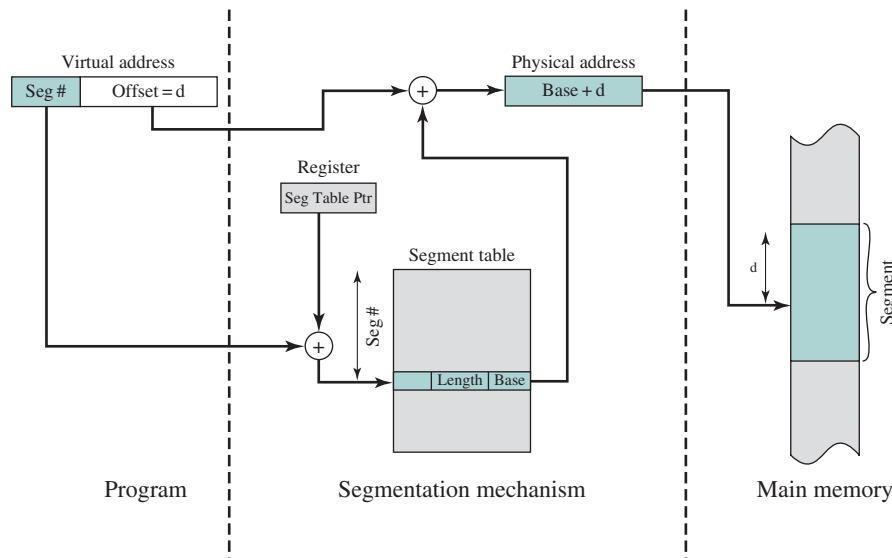 Virtual address
Seg # Offset = d
Physical address
Base + d
+
Register
Seg Table Ptr
Segment table
Seg #
+
Length Base
d
Segment
Program
Segmentation mechanism
Main memory